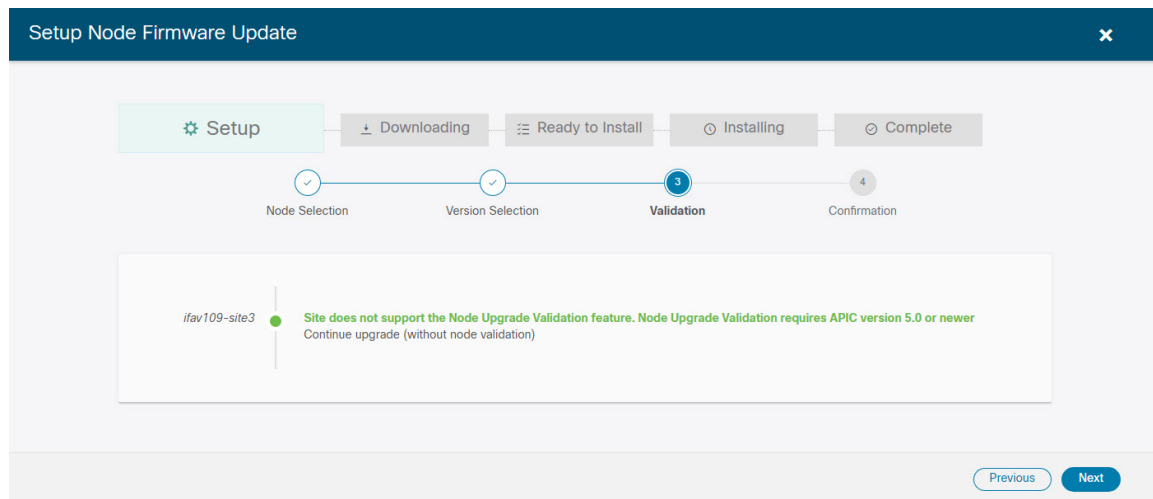 Setup Node Firmware Update
Setup
Downloading
Ready to Install
Installing
Complete
3
4
Node Selection
Version Selection
Validation
Confirmation
ifav109-site3
Site does not support the Node Upgrade Validation feature. Node Upgrade Validation requires APIC version 5.0 or newer
Continue upgrade (without node validation)
Previous
Next